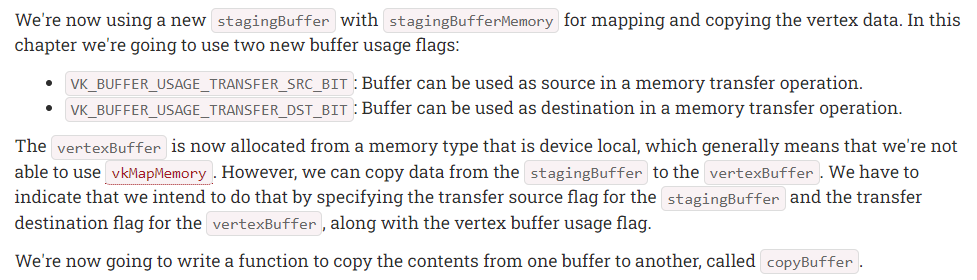 We're now using a new stagingBuffer with stagingBufferMemory for mapping and copying the vertex data. In this
chapter we're going to use two new buffer usage flags:
• VK_BUFFER_USAGE_TRANSFER_SRC_BIT: Buffer can be used as source in a memory transfer operation.
• VK_BUFFER_USAGE_TRANSFER_DST_BIT: Buffer can be used as destination in a memory transfer operation.
The vertexBuffer is now allocated from a memory type that is device local, which generally means that we're not
able to use vkMapMemory. However, we can copy data from the stagingBuffer to the vertexBuffer. We have to
indicate that we intend to do that by specifying the transfer source flag for the stagingBuffer and the transfer
destination flag for the vertexBuffer, along with the vertex buffer usage flag.
We're now going to write a function to copy the contents from one buffer to another, called copyBuffer.